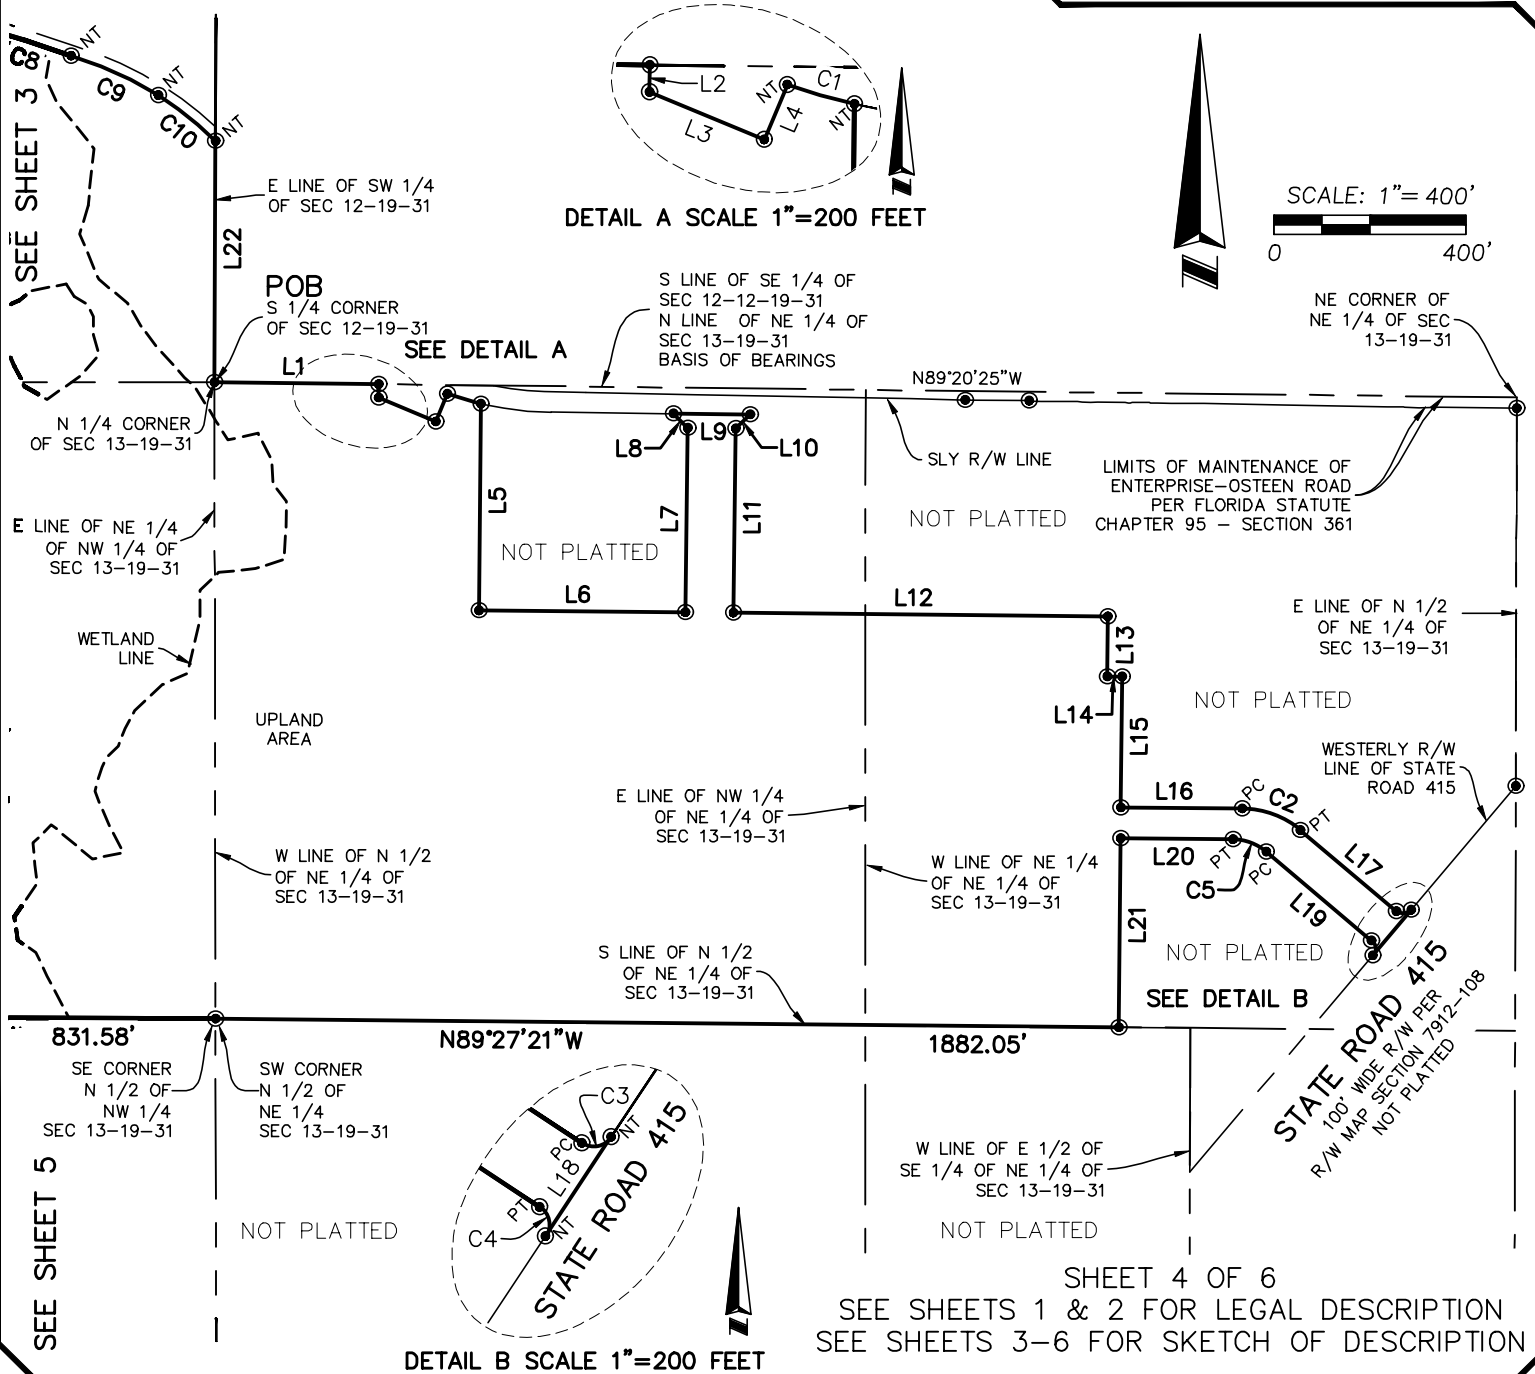 C8
NT
C9
NT
C10
NT
SEE SHEET 3
E LINE OF SW 1/4
OF SEC 12-19-31
L22
L2
L3
NT
L4
C1
NT
N
DETAIL A SCALE 1"=200 FEET
SCALE: 1"= 400'
0
400'
N
POB
S 1/4 CORNER
OF SEC 12-19-31
L1
SEE DETAIL A
S LINE OF SE 1/4 OF
SEC 12-12-19-31
N LINE OF NE 1/4 OF
SEC 13-19-31
BASIS OF BEARINGS
N89°20'25"W
NE CORNER OF
NE 1/4 OF SEC
13-19-31
N 1/4 CORNER
OF SEC 13-19-31
L8
L9
L10
SLY R/W LINE
LIMITS OF MAINTENANCE OF
ENTERPRISE-OSTEEN ROAD
PER FLORIDA STATUTE
CHAPTER 95 - SECTION 361
E LINE OF NE 1/4
OF NW 1/4 OF
SEC 13-19-31
L5
NOT PLATTED
L7
L11
NOT PLATTED
L6
L12
E LINE OF N 1/2
OF NE 1/4 OF
SEC 13-19-31
WETLAND
LINE
L13
L14
NOT PLATTED
UPLAND
AREA
L15
WESTERLY R/W
LINE OF STATE
ROAD 415
E LINE OF NW 1/4
OF NE 1/4 OF
SEC 13-19-31
L16
PC
C2
PT
W LINE OF N 1/2
OF NE 1/4 OF
SEC 13-19-31
W LINE OF NE 1/4
OF NE 1/4 OF
SEC 13-19-31
L20
PT
C5
PC
L17
L19
L21
S LINE OF N 1/2
OF NE 1/4 OF
SEC 13-19-31
NOT PLATTED
SEE DETAIL B
STATE ROAD 415
100' WIDE R/W PER
R/W MAP SECTION 7912-108
NOT PLATTED
831.58'
N89°27'21"W
1882.05'
SE CORNER
N 1/2 OF
NW 1/4
SEC 13-19-31
SW CORNER
N 1/2 OF
NE 1/4
SEC 13-19-31
C3
PC
NT
L18
PT
C4
NT
STATE ROAD 415
N
W LINE OF E 1/2 OF
SE 1/4 OF NE 1/4 OF
SEC 13-19-31
SEE SHEET 5
NOT PLATTED
NOT PLATTED
DETAIL B SCALE 1"=200 FEET
SHEET 4 OF 6
SEE SHEETS 1 & 2 FOR LEGAL DESCRIPTION
SEE SHEETS 3-6 FOR SKETCH OF DESCRIPTION